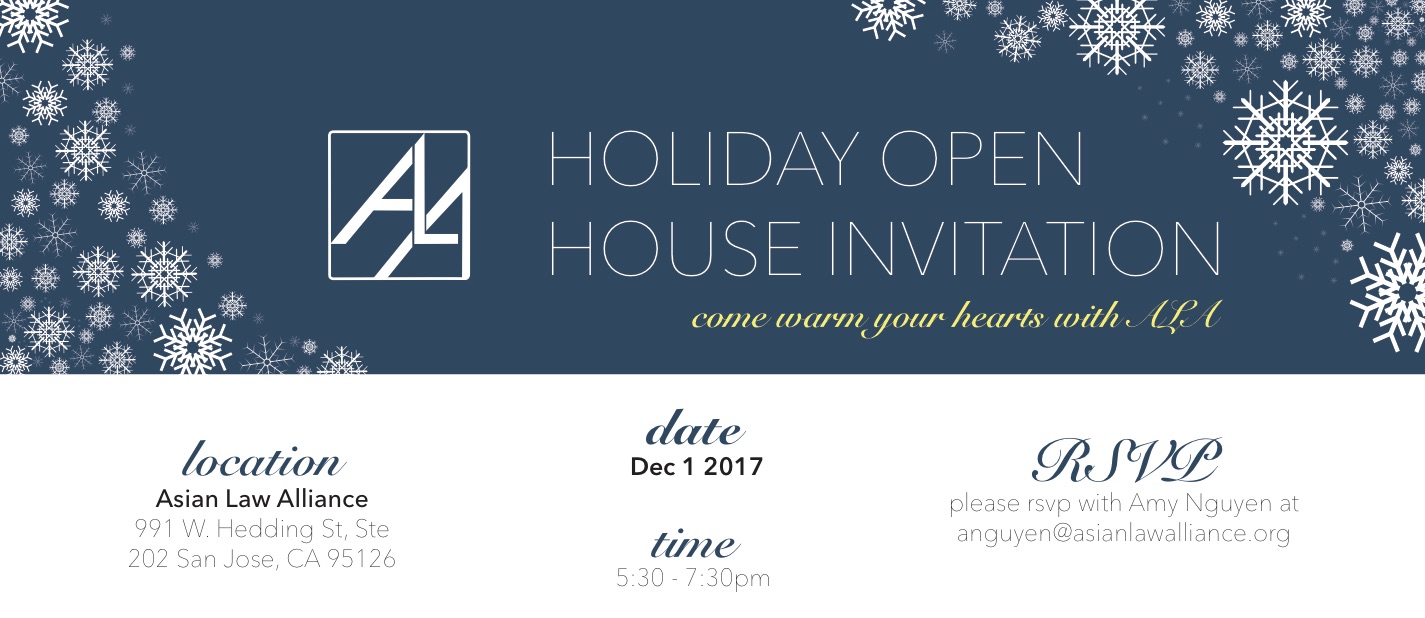 HOLIDAY OPEN
HOUSE INVITATION
come warm your hearts with ALA
location
Asian Law Alliance
991 W. Hedding St, Ste
202 San Jose, CA 95126
date
Dec 1 2017
time
5:30 - 7:30pm
RSVP
please rsvp with Amy Nguyen at
anguyen@asianlawalliance.org